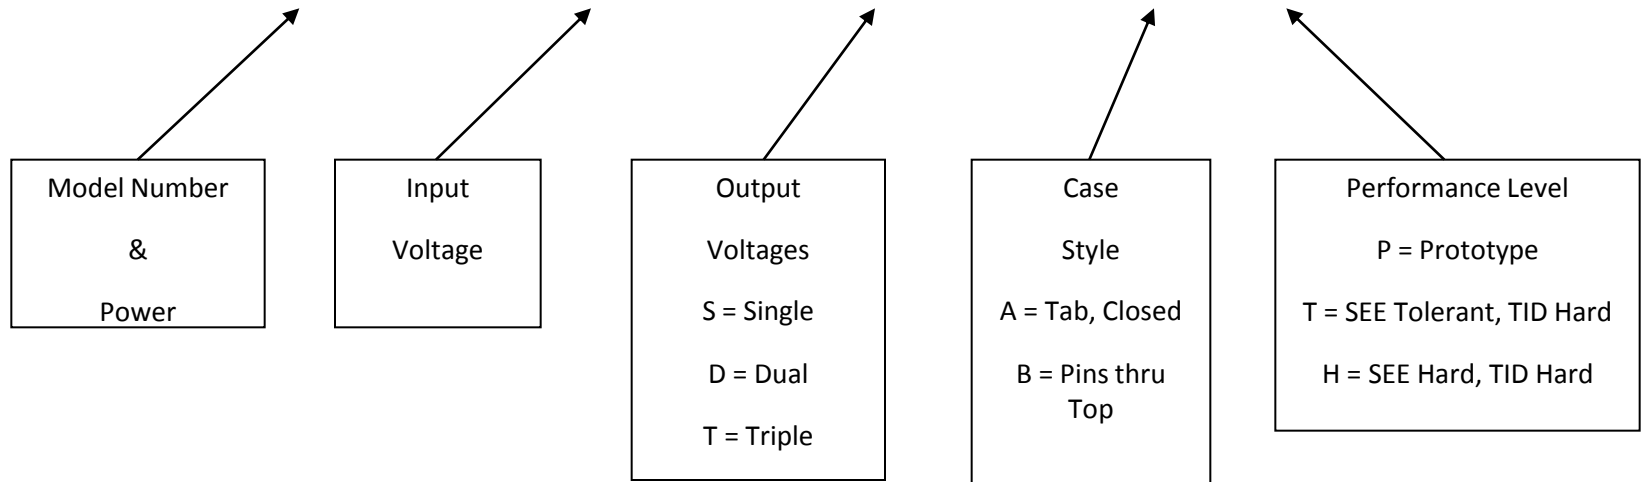 Model Number
&
Power
Input
Voltage
Output
Voltages
S = Single
D = Dual
T = Triple
Case
Style
A = Tab, Closed
B = Pins thru
Top
Performance Level
P = Prototype
T = SEE Tolerant, TID Hard
H = SEE Hard, TID Hard